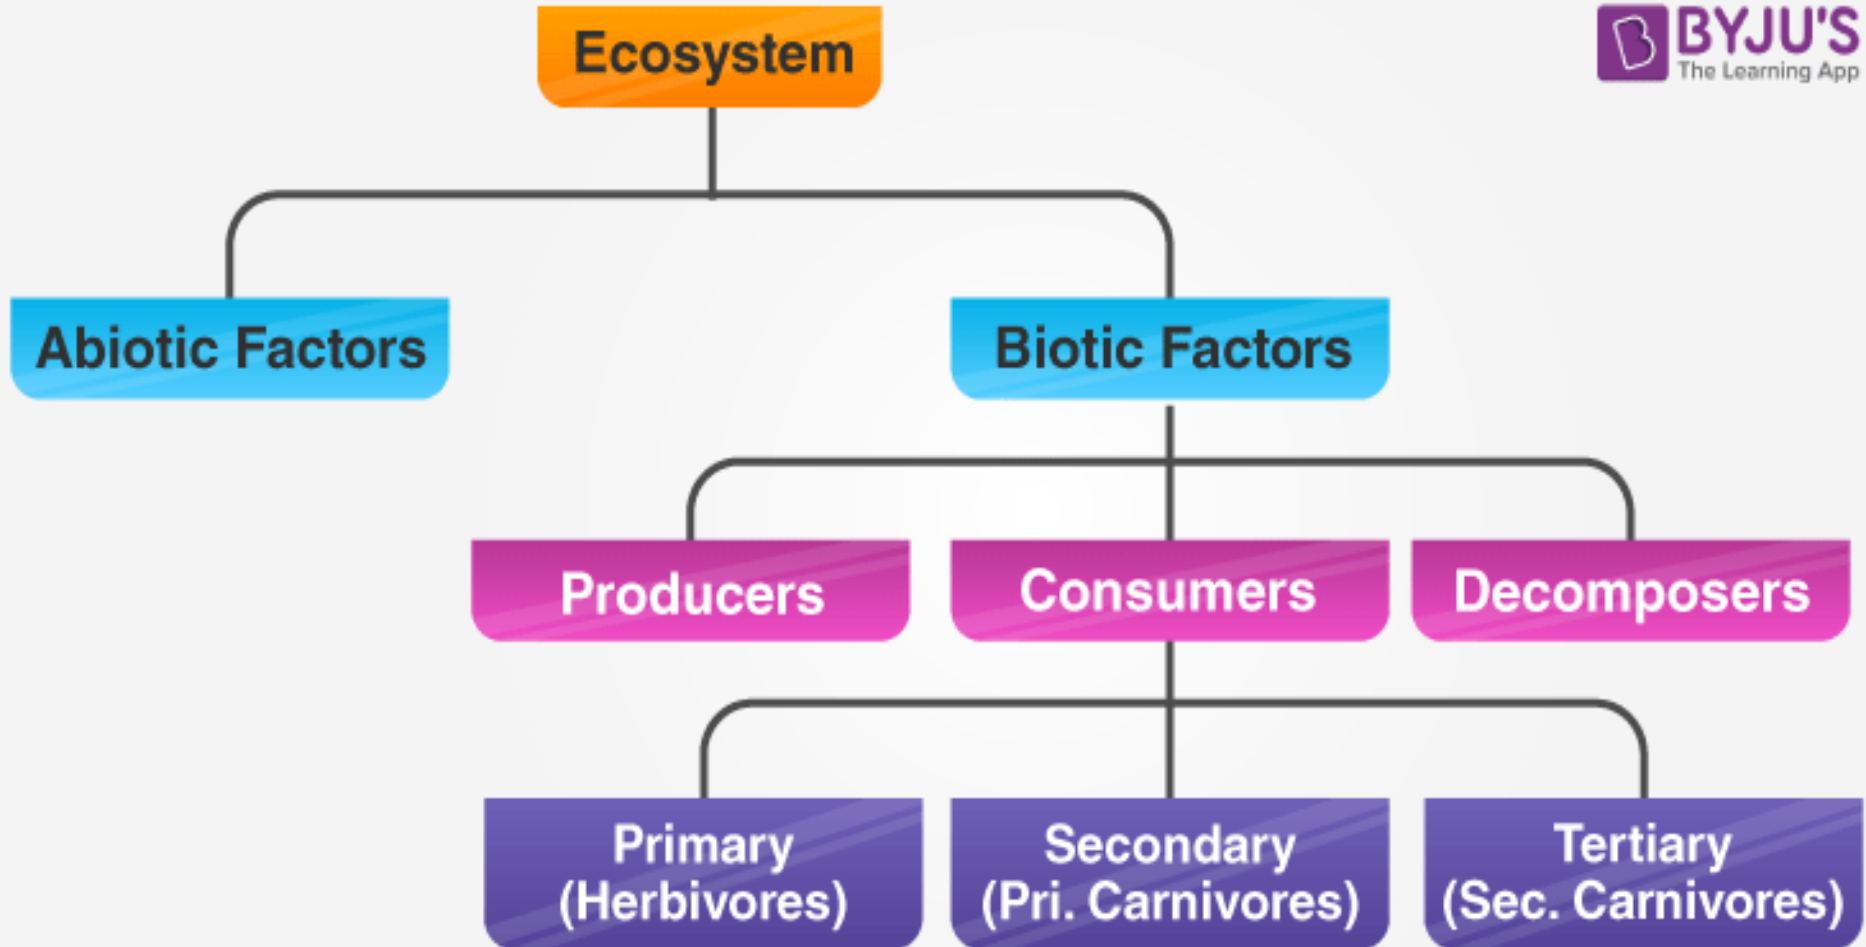 Ecosystem
BYJU'S
The Learning App
Abiotic Factors
Biotic Factors
Producers
Consumers
Decomposers
Primary
(Herbivores)
Secondary
(Pri. Carnivores)
Tertiary
(Sec. Carnivores)